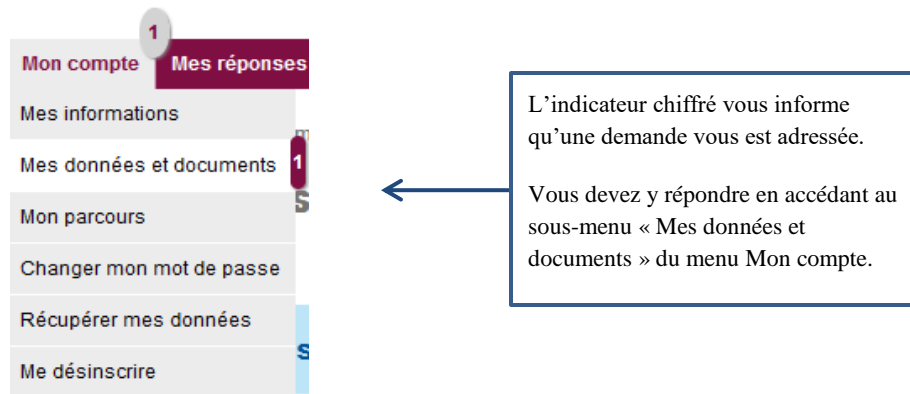 1
Mon compte Mes réponses
Mes informations
Mes données et documents 1
Mon parcours
Changer mon mot de passe
Récupérer mes données
Me désinscrire
L’indicateur chiffré vous informe
qu’une demande vous est adressée.
Vous devez y répondre en accédant au
sous-menu « Mes données et
documents » du menu Mon compte.